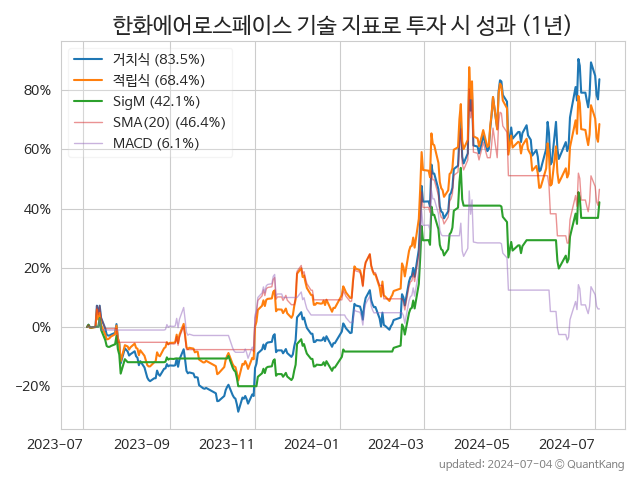 한화에어로스페이스 기술 지표로 투자 시 성과 (1년)
거치식 (83.5%)
적립식 (68.4%)
SigM (42.1%)
SMA(20) (46.4%)
MACD (6.1%)
80%
60%
40%
20%
0%
−20%
2023-07 2023-09 2023-11 2024-01 2024-03 2024-05 2024-07
updated: 2024-07-04 © QuantKang